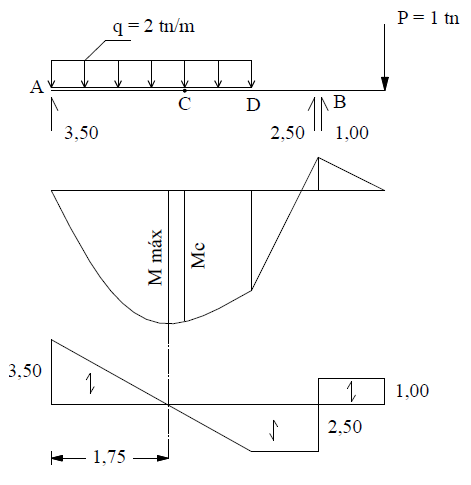 P = 1 tn
q = 2 tn/m
A
C
D
B
3,50
2,50
1,00
M máx
Mc
3,50
1,00
2,50
1,75